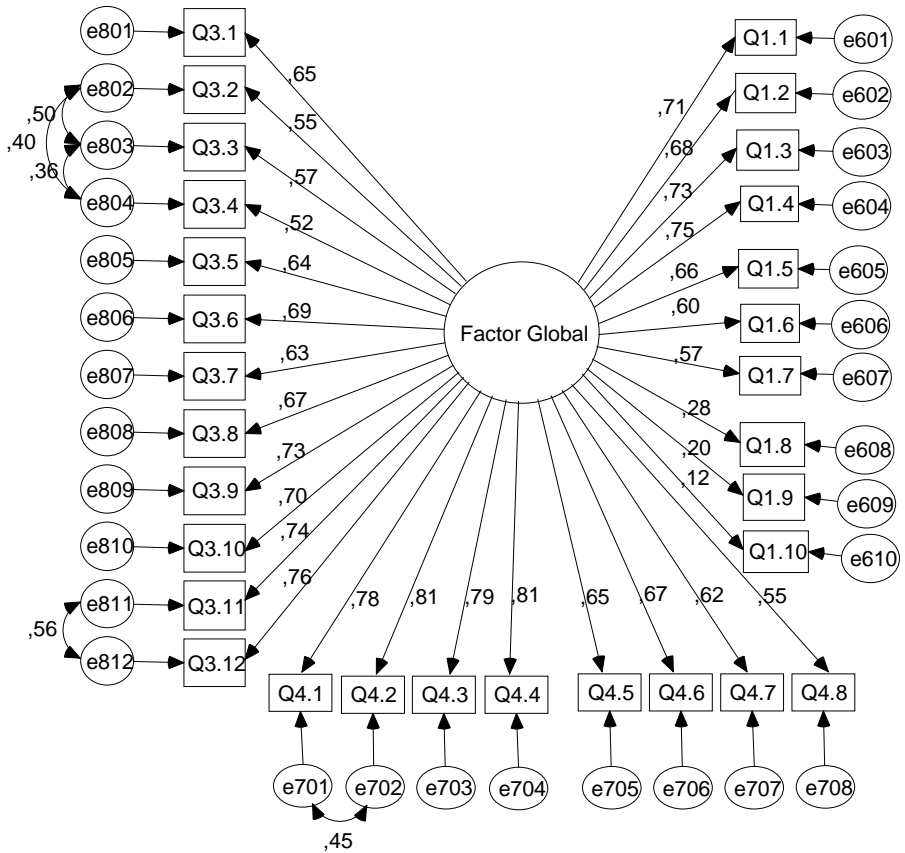 e801 Q3.1 ,65
e802 Q3.2 ,55
,50
,40
e803 Q3.3 ,57
,36
e804 Q3.4 ,52
e805 Q3.5 ,64
e806 Q3.6 ,69
e807 Q3.7 ,63
e808 Q3.8 ,67
e809 Q3.9 ,73
e810 Q3.10 ,70
e811 Q3.11 ,74
,56
e812 Q3.12 ,76
Factor Global
,71 Q1.1 e601
,68 Q1.2 e602
,73 Q1.3 e603
,75 Q1.4 e604
,66 Q1.5 e605
,60 Q1.6 e606
,57 Q1.7 e607
,28 Q1.8 e608
,20 Q1.9 e609
,12 Q1.10 e610
,78 ,81 ,79 ,81 ,65 ,67 ,62 ,55
Q4.1 Q4.2 Q4.3 Q4.4 Q4.5 Q4.6 Q4.7 Q4.8
e701 e702 e703 e704 e705 e706 e707 e708
,45